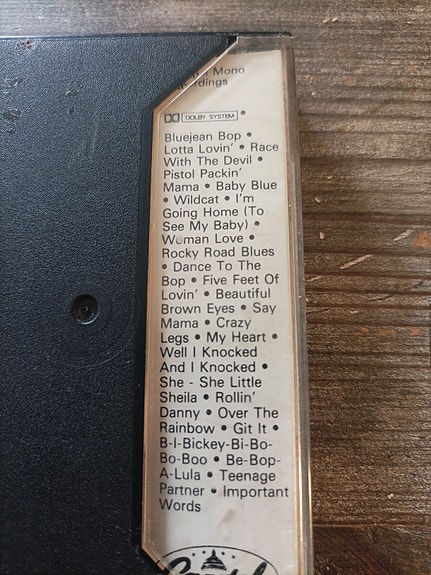 Mono
DOLBY SYSTEM ®
Bluejean Bop •
Lotta Lovin' • Race
With The Devil •
Pistol Packin'
Mama • Baby Blue
• Wildcat • I'm
Going Home (To
See My Baby) •
Woman Love •
Rocky Road Blues
• Dance To The
Bop • Five Feet Of
Lovin' • Beautiful
Brown Eyes • Say
Mama • Crazy
Legs • My Heart •
Well I Knocked
And I Knocked •
She - She Little
Sheila • Rollin'
Danny • Over The
Rainbow • Git It •
B-I-Bickey-Bi-Bo-
Bo-Boo • Be-Bop-
A-Lula • Teenage
Partner • Important
Words